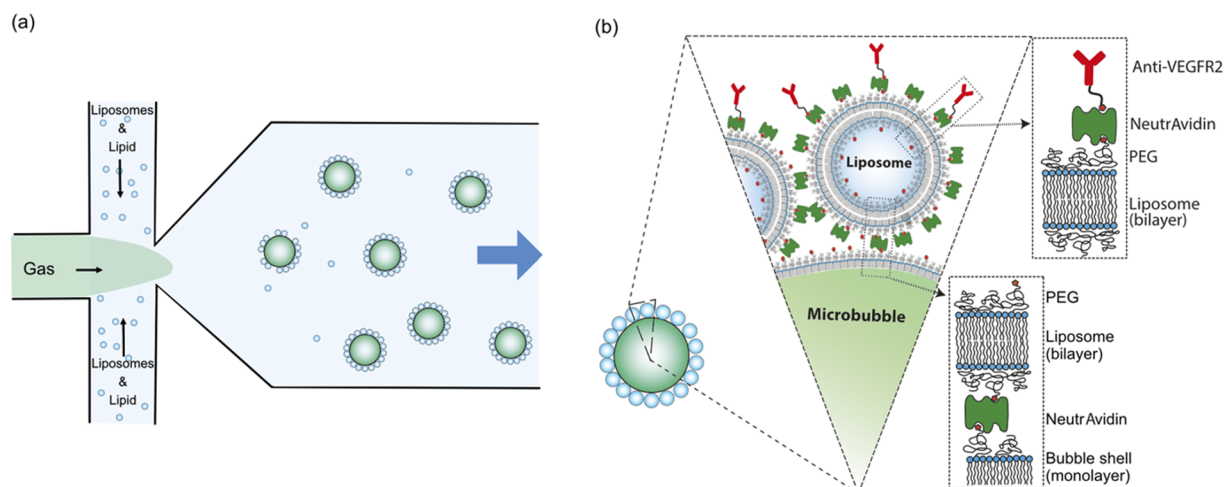 (a)
Liposomes
&
Lipid
Gas
Liposomes
&
Lipid
(b)
Liposome
Microbubble
Anti-VEGFR2
NeutrAvidin
PEG
Liposome
(bilayer)
PEG
Liposome
(bilayer)
NeutrAvidin
Bubble shell
(monolayer)